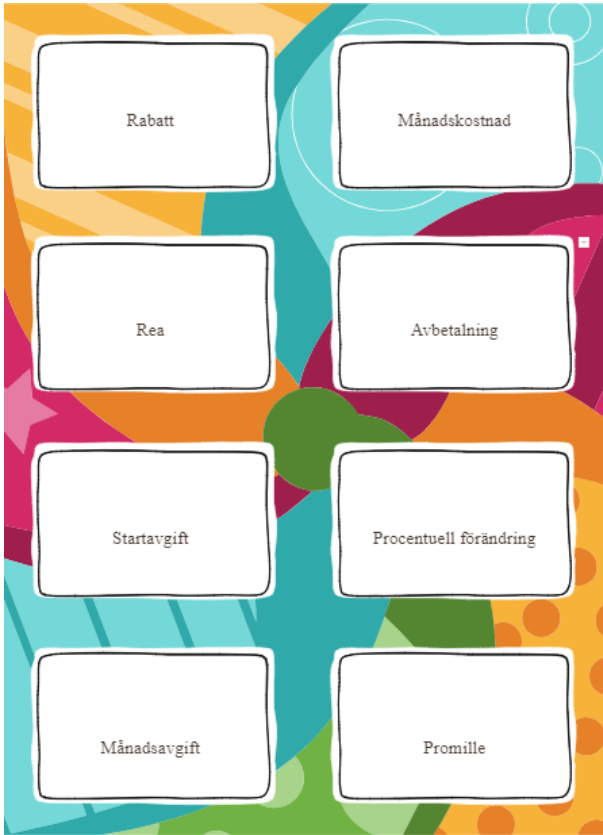 Rabatt
Månadskostnad
Rea
Avbetalning
Startavgift
Procentuell förändring
Månadsavgift
Promille